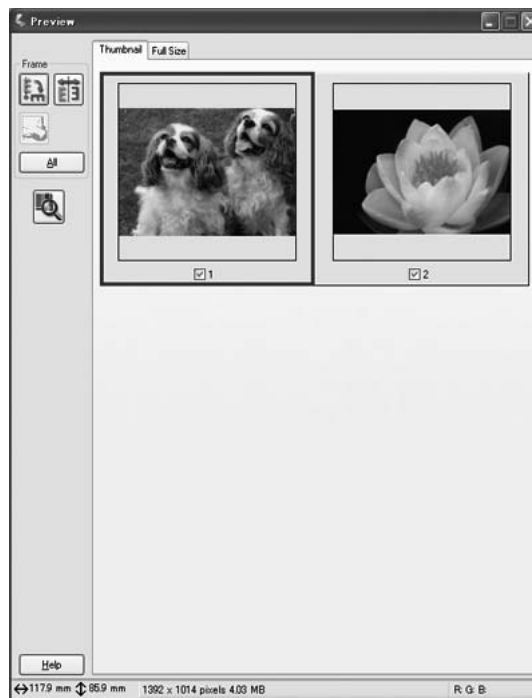 Preview
Thumbnail Full Size
Frame
All
1
2
Help
117.9 mm 85.9 mm 1392 x 1014 pixels 4.03 MB R: G: B: